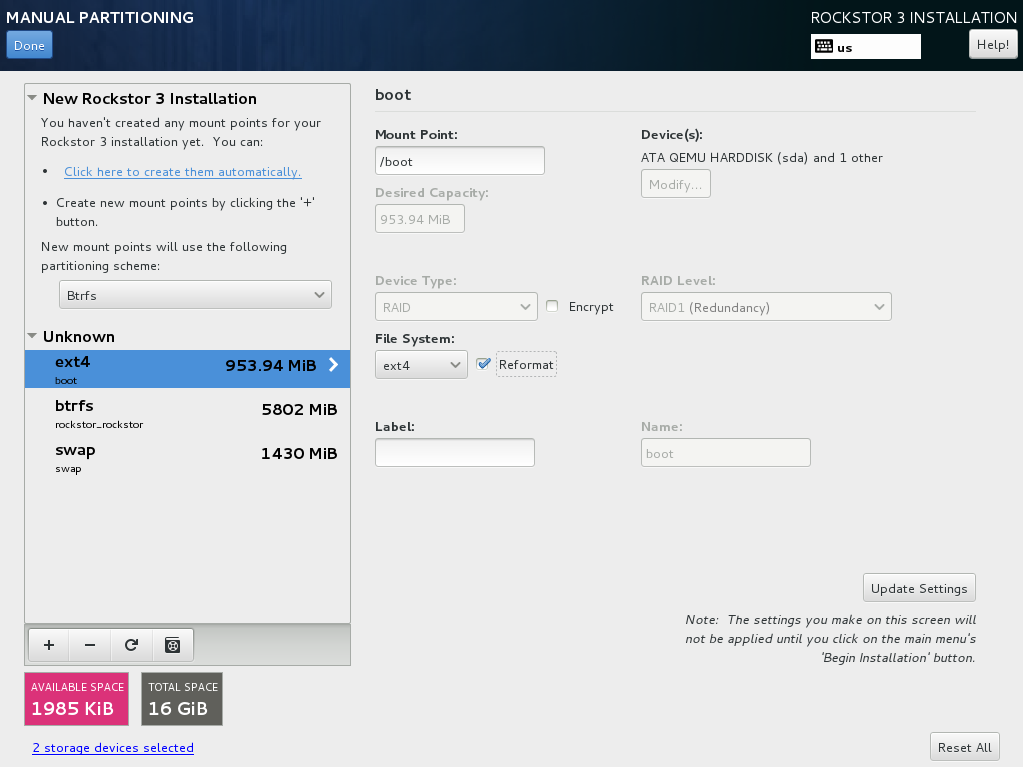 MANUAL PARTITIONING
ROCKSTOR 3 INSTALLATION
Done
us
Help!
New Rockstor 3 Installation
You haven't created any mount points for your
Rockstor 3 installation yet.  You can:
• Click here to create them automatically.
• Create new mount points by clicking the '+'
button.
New mount points will use the following
partitioning scheme:
Btrfs
Unknown
ext4 953.94 MiB
boot
btrfs 5802 MiB
rockstor_rockstor
swap 1430 MiB
swap
+ −
AVAILABLE SPACE
1985 KiB
TOTAL SPACE
16 GiB
2 storage devices selected
boot
Mount Point:
/boot
Desired Capacity:
953.94 MiB
Device(s):
ATA QEMU HARDDISK (sda) and 1 other
Modify...
Device Type:
RAID
Encrypt
RAID Level:
RAID1 (Redundancy)
File System:
ext4
Reformat
Label:
Name:
boot
Update Settings
Note:  The settings you make on this screen will
not be applied until you click on the main menu's
'Begin Installation' button.
Reset All